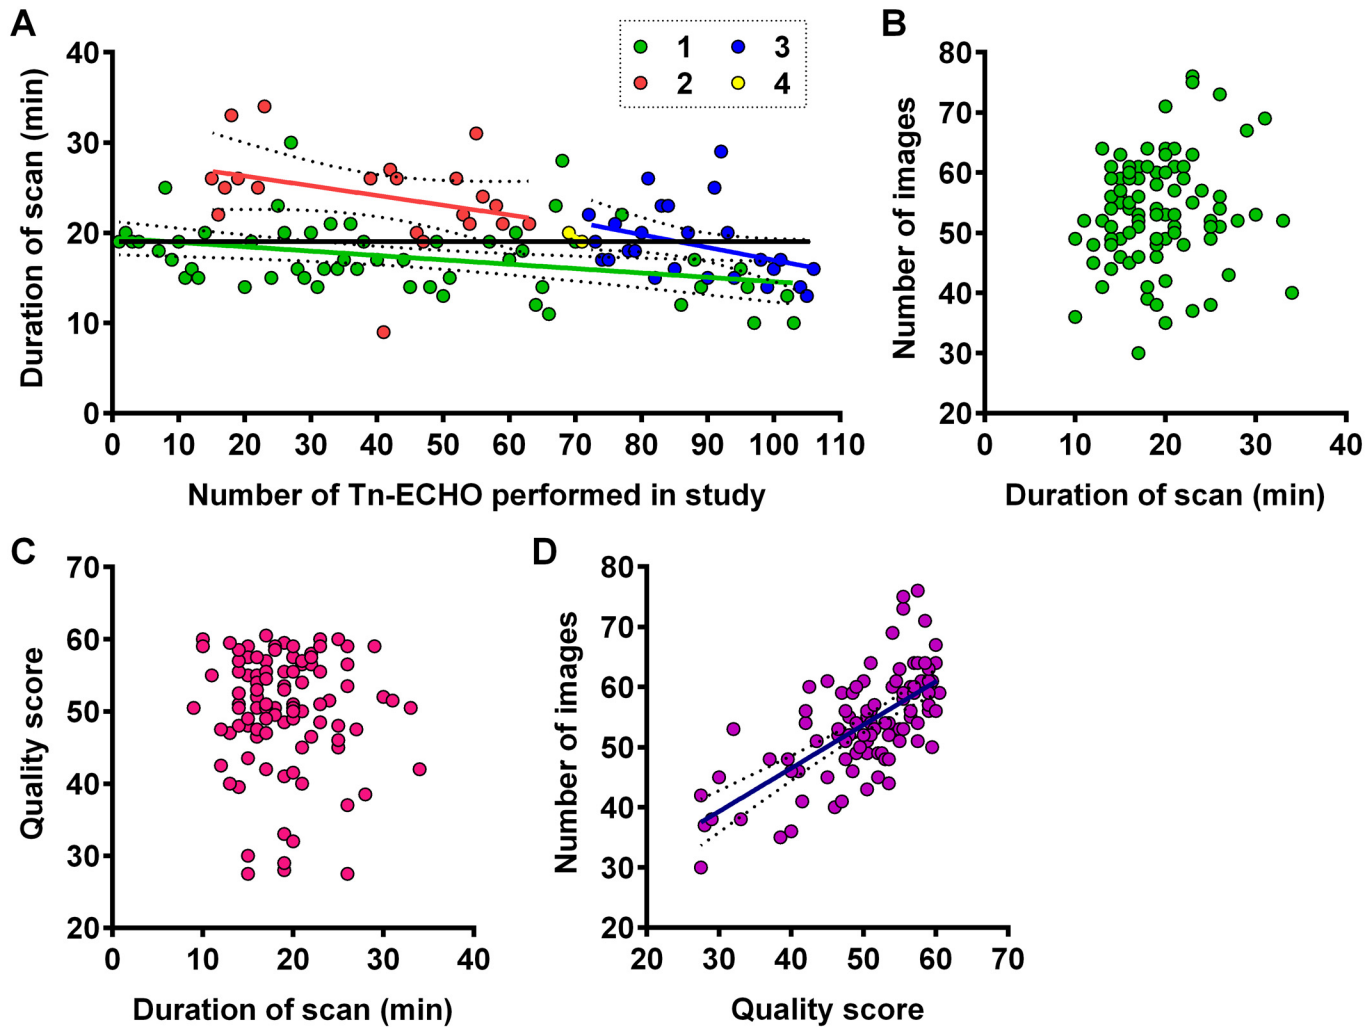 A
Duration of scan (min)
40
30
20
10
0
1 3
2 4
0 10 20 30 40 50 60 70 80 90 100 110
Number of Tn-ECHO performed in study
B
Number of images
80
70
60
50
40
30
20
0 10 20 30 40
Duration of scan (min)
C
Quality score
70
60
50
40
30
20
0 10 20 30 40
Duration of scan (min)
D
Number of images
80
70
60
50
40
30
20
20 30 40 50 60 70
Quality score